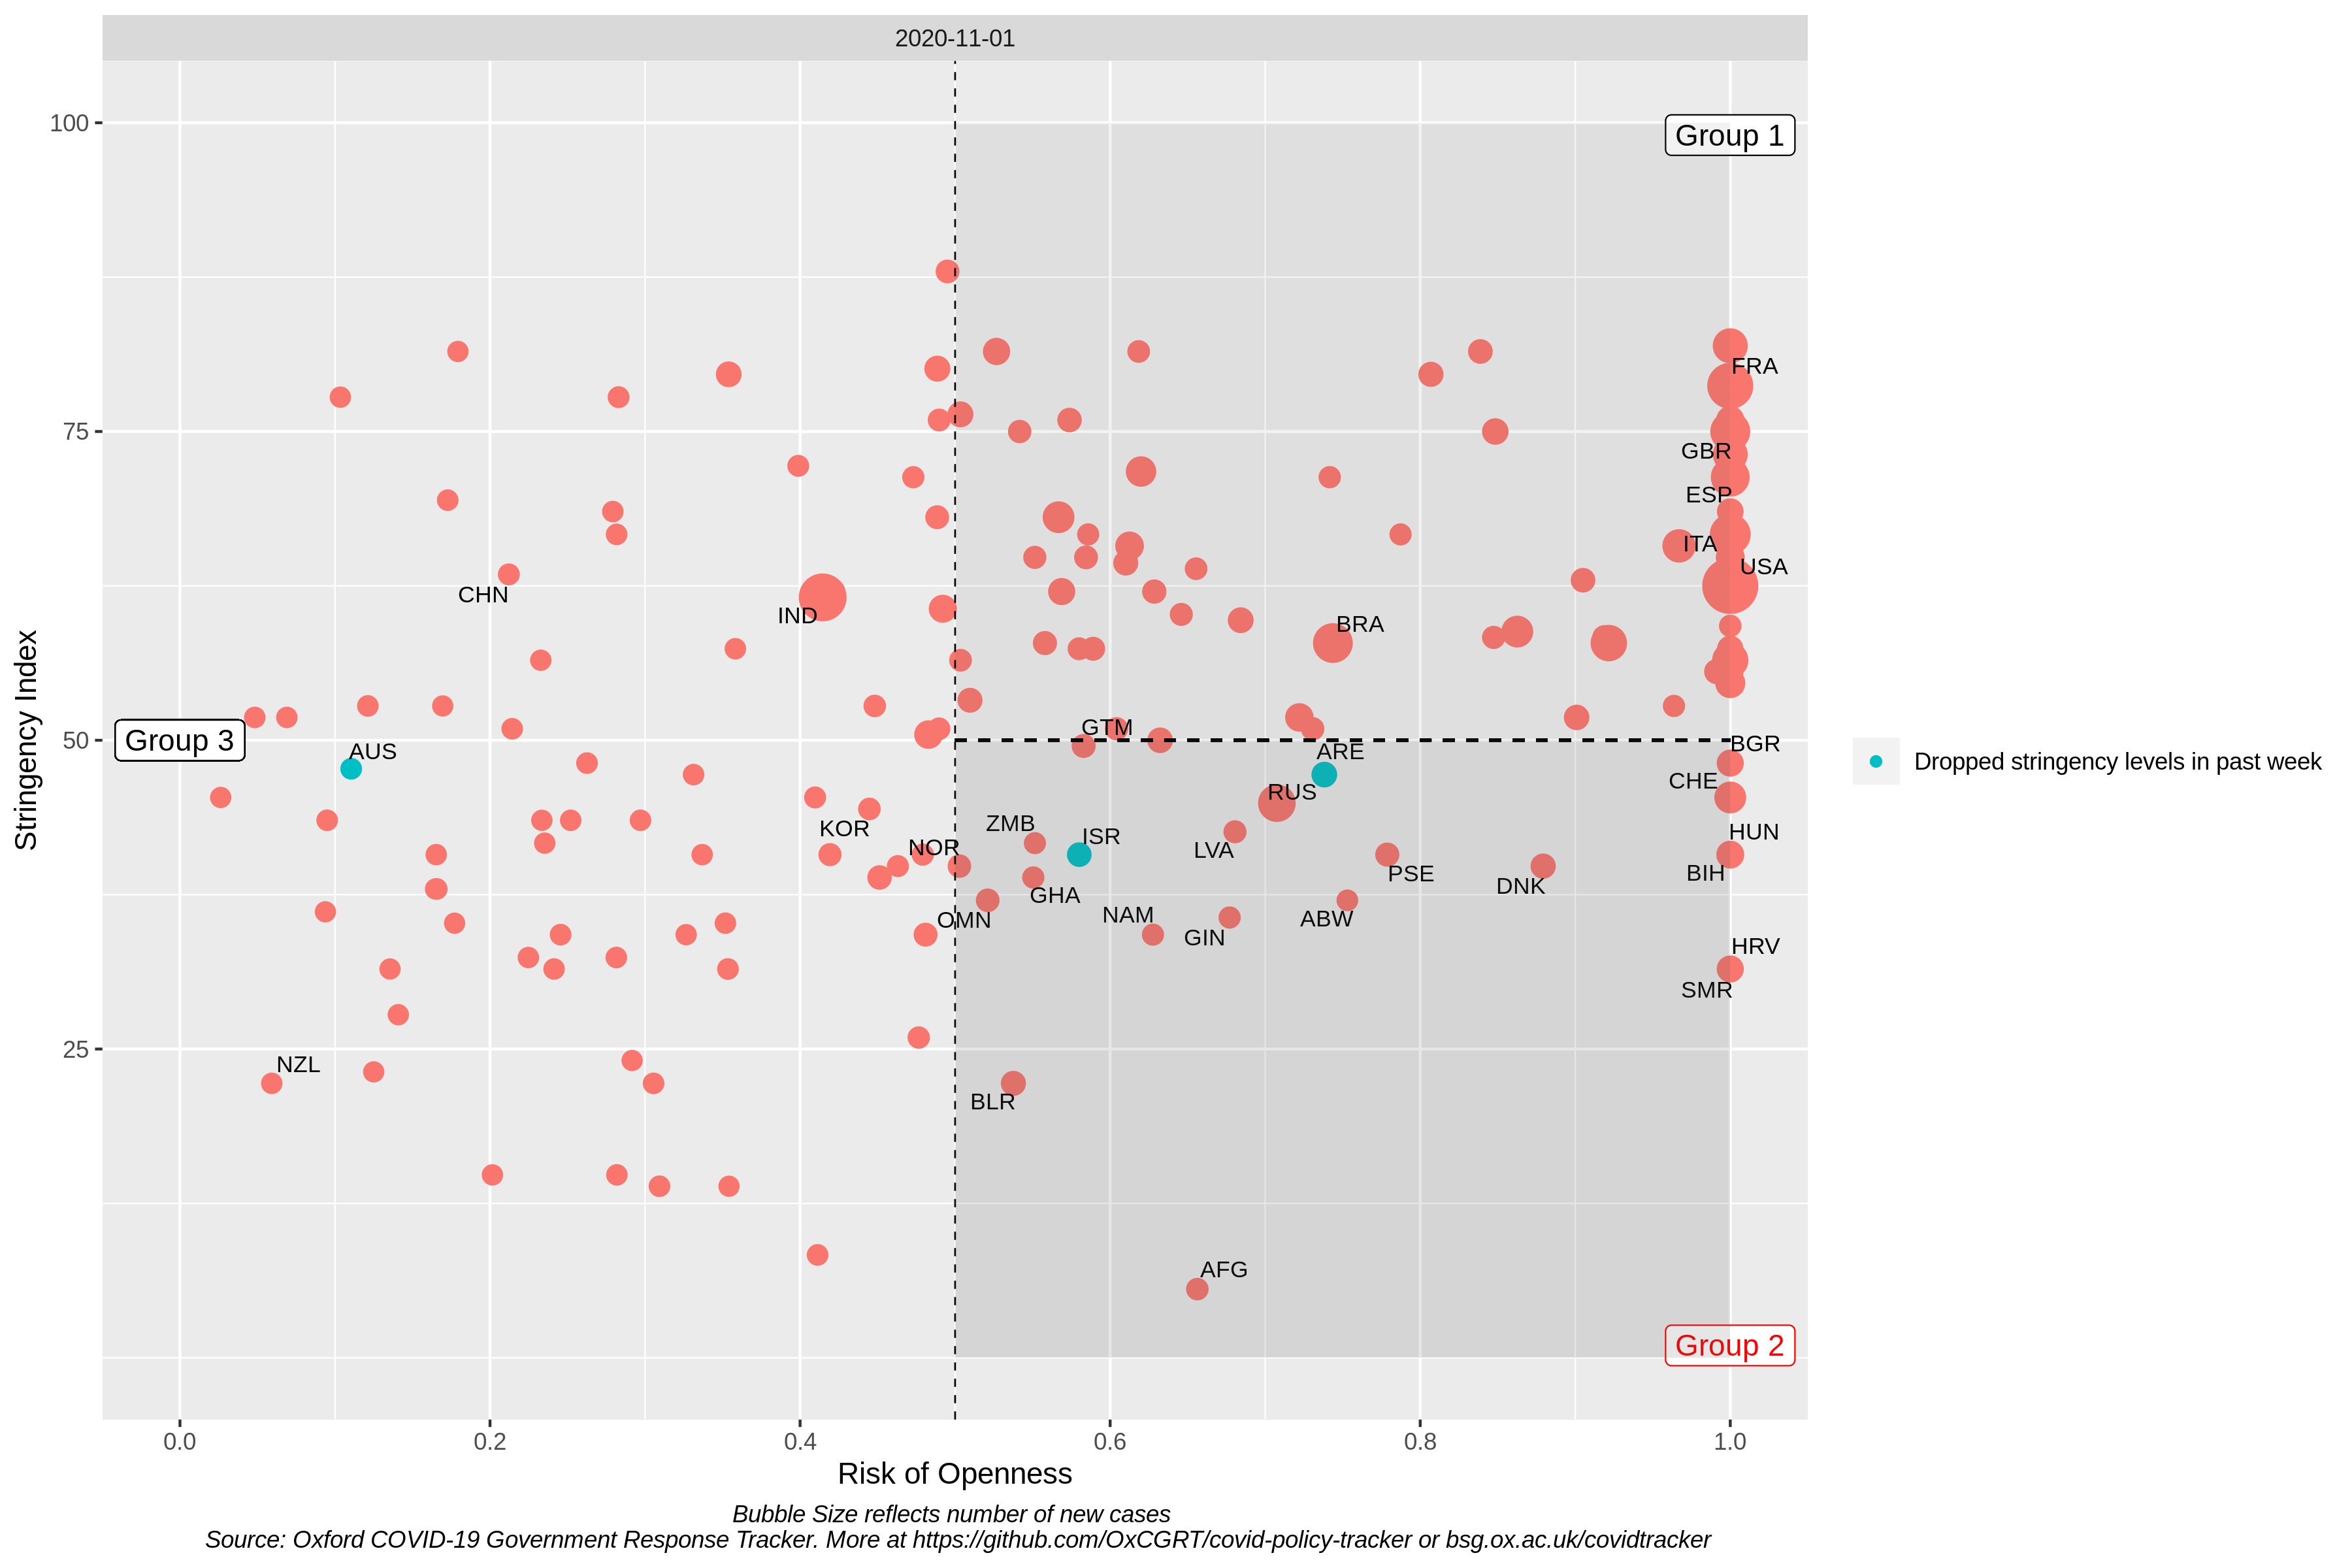 2020-11-01
100
Group 1
FRA
75
GBR
ESP
ITA
USA
CHN
IND
BRA
Stringency Index
GTM
50
Group 3
AUS
ARE
BGR
Dropped stringency levels in past week
CHE
RUS
ZMB
KOR
ISR
HUN
NOR
LVA
PSE
BIH
DNK
GHA
NAM
OMN
ABW
GIN
HRV
SMR
25
NZL
BLR
AFG
Group 2
0.0 0.2 0.4 0.6 0.8 1.0
Risk of Openness
Bubble Size reflects number of new cases
Source: Oxford COVID-19 Government Response Tracker. More at https://github.com/OxCGRT/covid-policy-tracker or bsg.ox.ac.uk/covidtracker